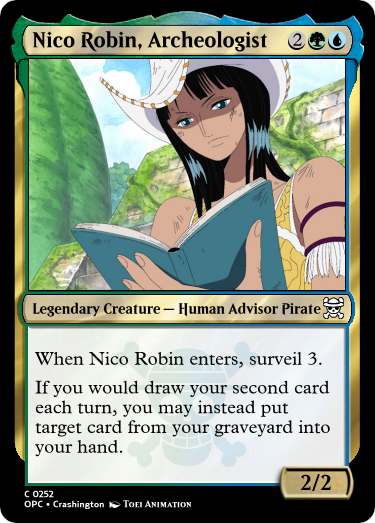 Nico Robin, Archeologist 2
Legendary Creature — Human Advisor Pirate
When Nico Robin enters, surveil 3.
If you would draw your second card
each turn, you may instead put
target card from your graveyard into
your hand.
2/2
C 0252
OPC • Crashington TOEI ANIMATION